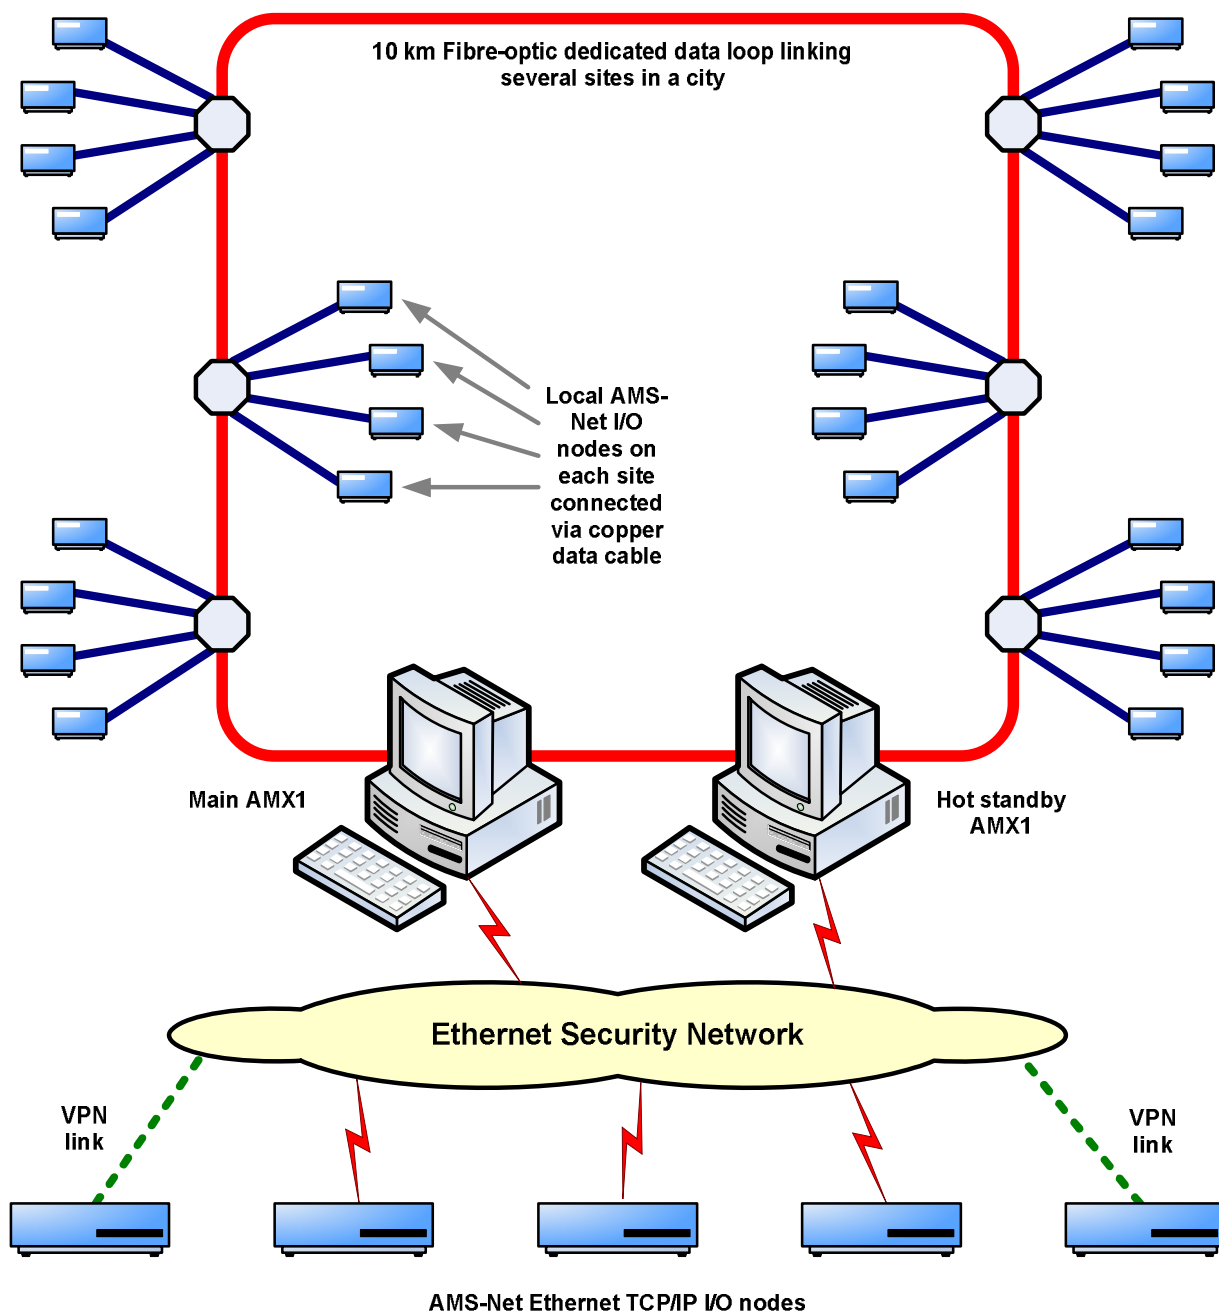 10 km Fibre-optic dedicated data loop linking
several sites in a city
Local AMS-
Net I/O
nodes on
each site
connected
via copper
data cable
Main AMX1
Hot standby
AMX1
Ethernet Security Network
VPN
link
VPN
link
AMS-Net Ethernet TCP/IP I/O nodes